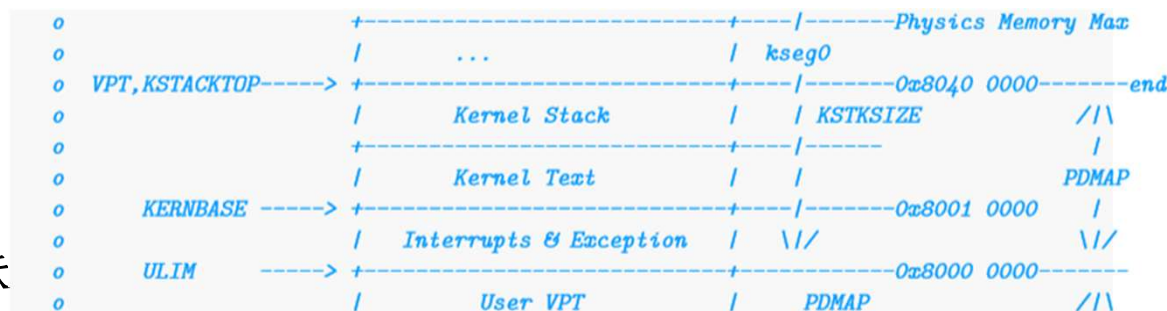 o                      +----------------------------+----|-------Physics Memory Max
o                      |       ...                  |  kseg0
o  VPT,KSTACKTOP-----> +----------------------------+----|-------0x8040 0000-------end
o                      |       Kernel Stack         |    | KSTKSIZE            /|\
o                      +----------------------------+----|------                |
o                      |       Kernel Text          |    |                    PDMAP
o      KERNBASE -----> +----------------------------+----|-------0x8001 0000    |
o                      |   Interrupts & Exception   |   \|/                    \|/
o      ULIM     -----> +----------------------------+------------0x8000 0000-------
o                      |         User VPT           |     PDMAP                /|\